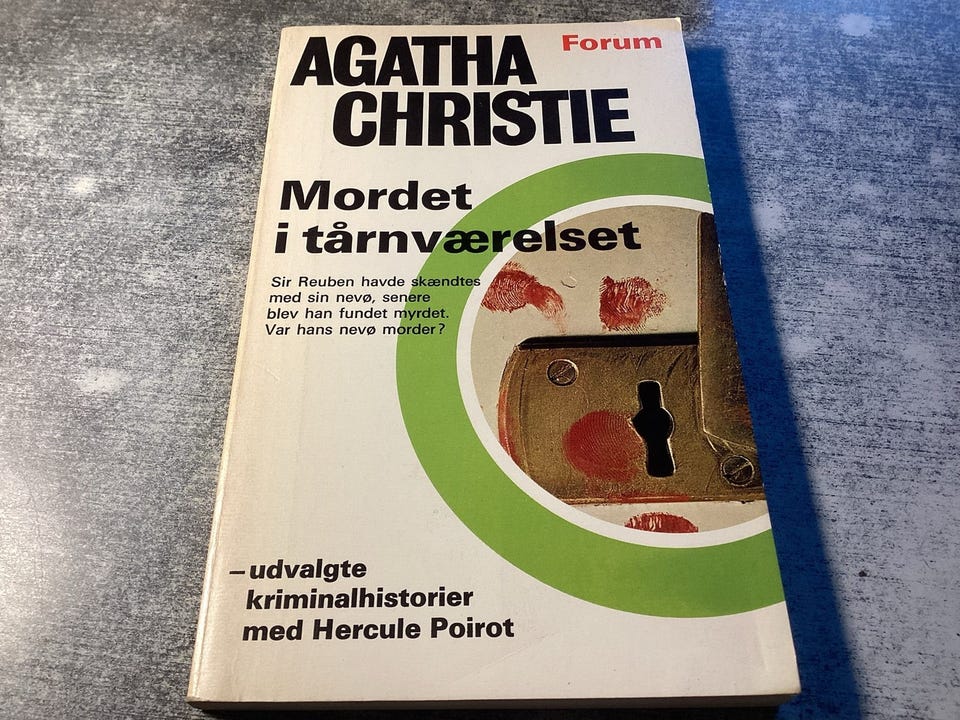 Forum
AGATHA
CHRISTIE
Mordet
i tårnværelset
Sir Reuben havde skændtes
med sin nevø, senere
blev han fundet myrdet.
Var hans nevø morder?
–udvalgte
kriminalhistorier
med Hercule Poirot